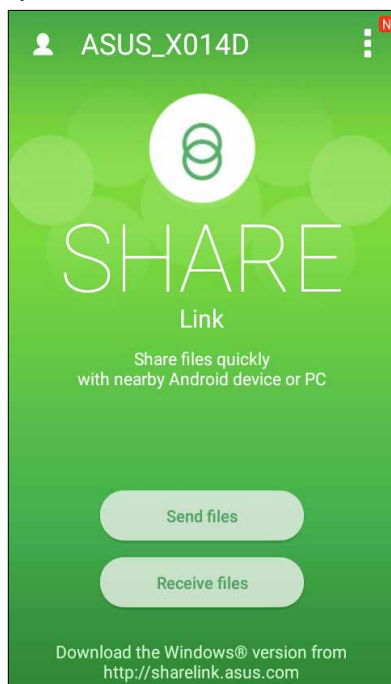 ASUS_X014D
N
SHARE
Link
Share files quickly
with nearby Android device or PC
Send files
Receive files
Download the Windows® version from
http://sharelink.asus.com